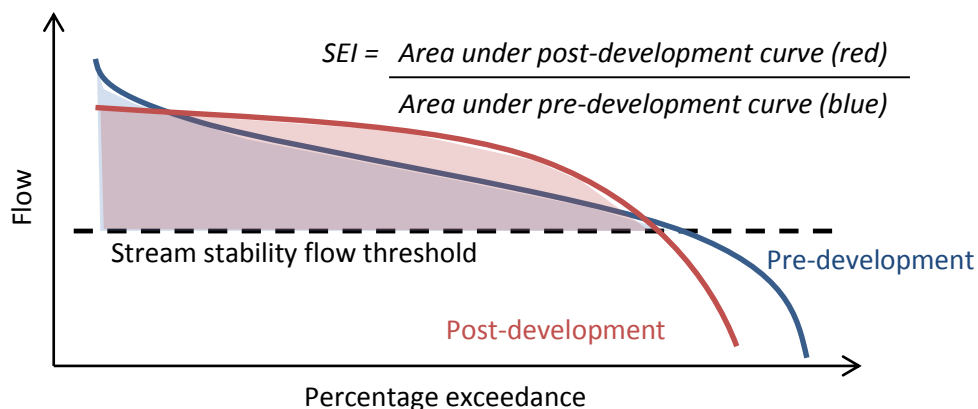 SEI = Area under post-development curve (red)
Area under pre-development curve (blue)
Flow
Stream stability flow threshold
Pre-development
Post-development
Percentage exceedance